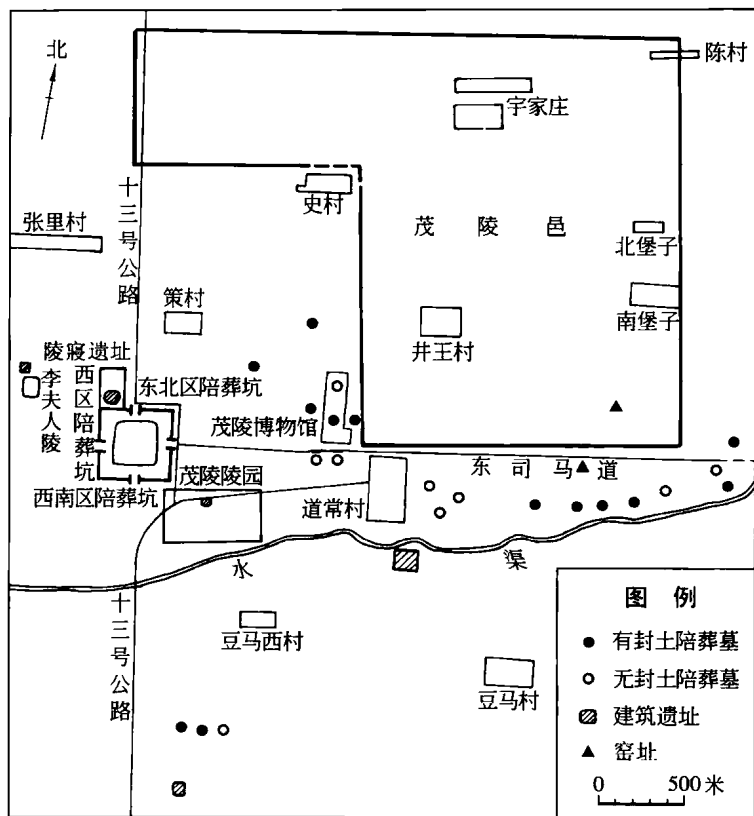 北
陈村
宇家庄
十三号公路
史村
张里村
茂陵邑
北堡子
策村
南堡子
井王村
陵寝遗址
李夫人陵
西区陪葬坑
东北区陪葬坑
茂陵博物馆
东司马道
西南区陪葬坑
茂陵陵园
道常村
水渠
十三号公路
豆马西村
豆马村
图例
有封土陪葬墓
无封土陪葬墓
建筑遗址
窑址
0 500米